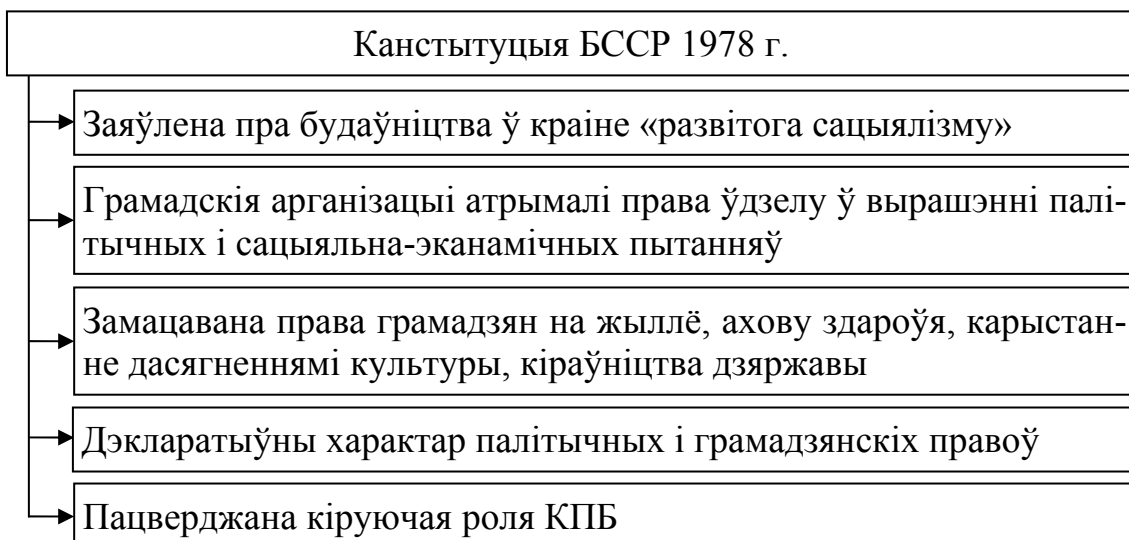 Канстытуцыя БССР 1978 г.
Заяўлена пра будаўніцтва ў краіне «развітога сацыялізму»
Грамадскія арганізацыі атрымалі права ўдзелу ў вырашэнні палі-
тычных і сацыяльна-эканамічных пытанняў
Замацавана права грамадзян на жыллё, ахову здароўя, карыстан-
не дасягненнямі культуры, кіраўніцтва дзяржавы
Дэкларатыўны характар палітычных і грамадзянскіх правоў
Пацверджана кіруючая роля КПБ